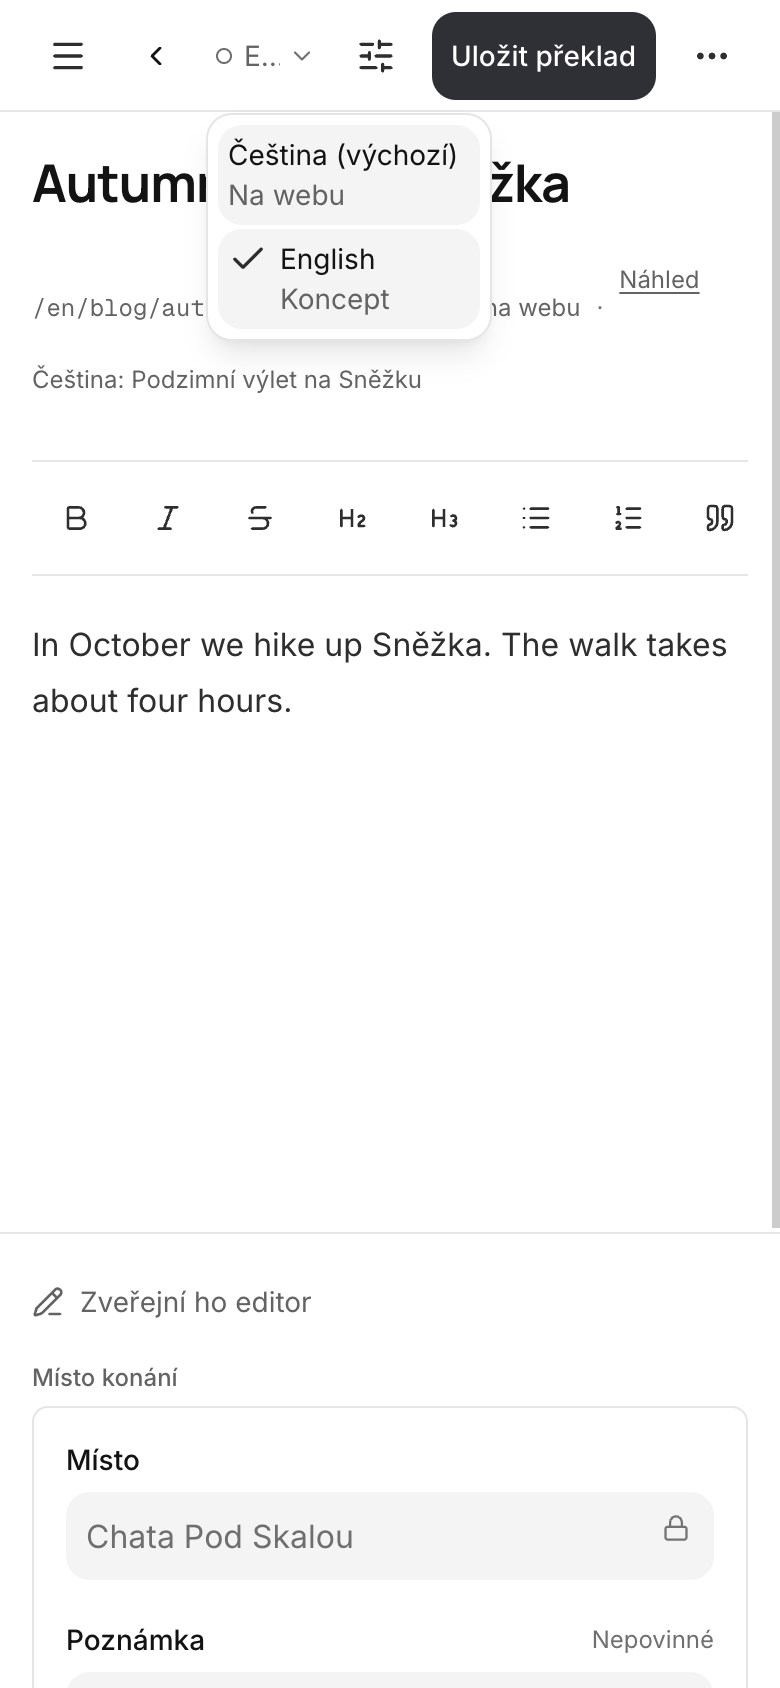 E...
Uložit překlad
Čeština (výchozí)
Na webu
English
Koncept
/en/blog/aut
na webu ·
Náhled
Čeština: Podzimní výlet na Sněžku
B I S H2 H3
In October we hike up Sněžka. The walk takes
about four hours.
Zveřejní ho editor
Místo konání
Místo
Chata Pod Skalou
Poznámka
Nepovinné